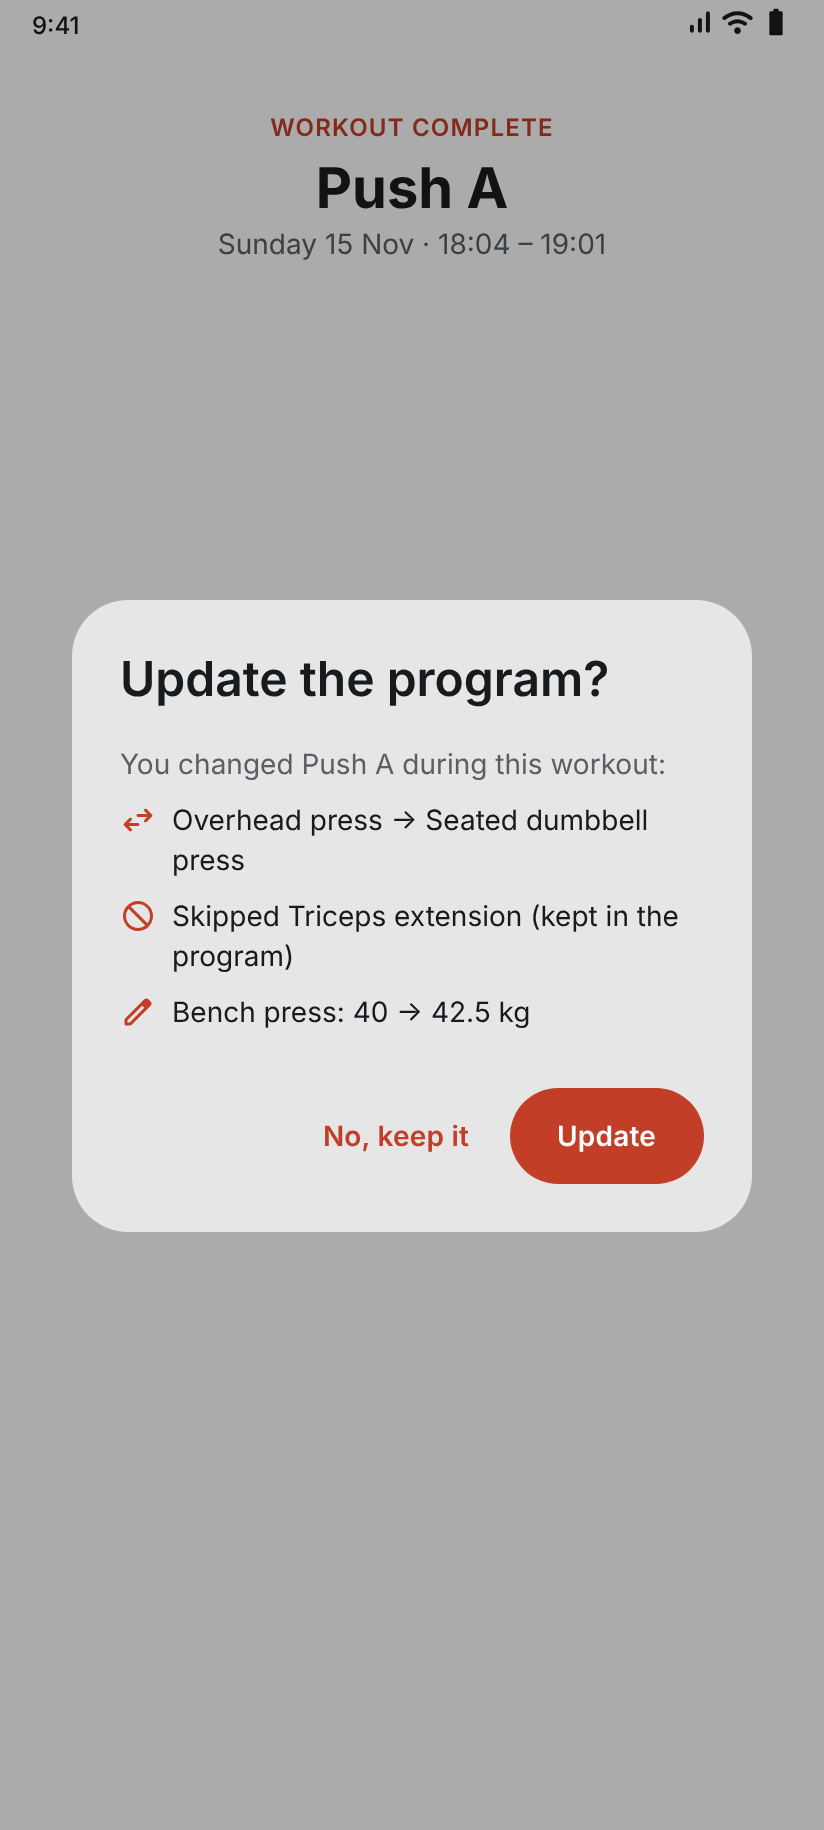 9:41
WORKOUT COMPLETE
Push A
Sunday 15 Nov · 18:04 – 19:01
Update the program?
You changed Push A during this workout:
Overhead press → Seated dumbbell
press
Skipped Triceps extension (kept in the
program)
Bench press: 40 → 42.5 kg
No, keep it
Update